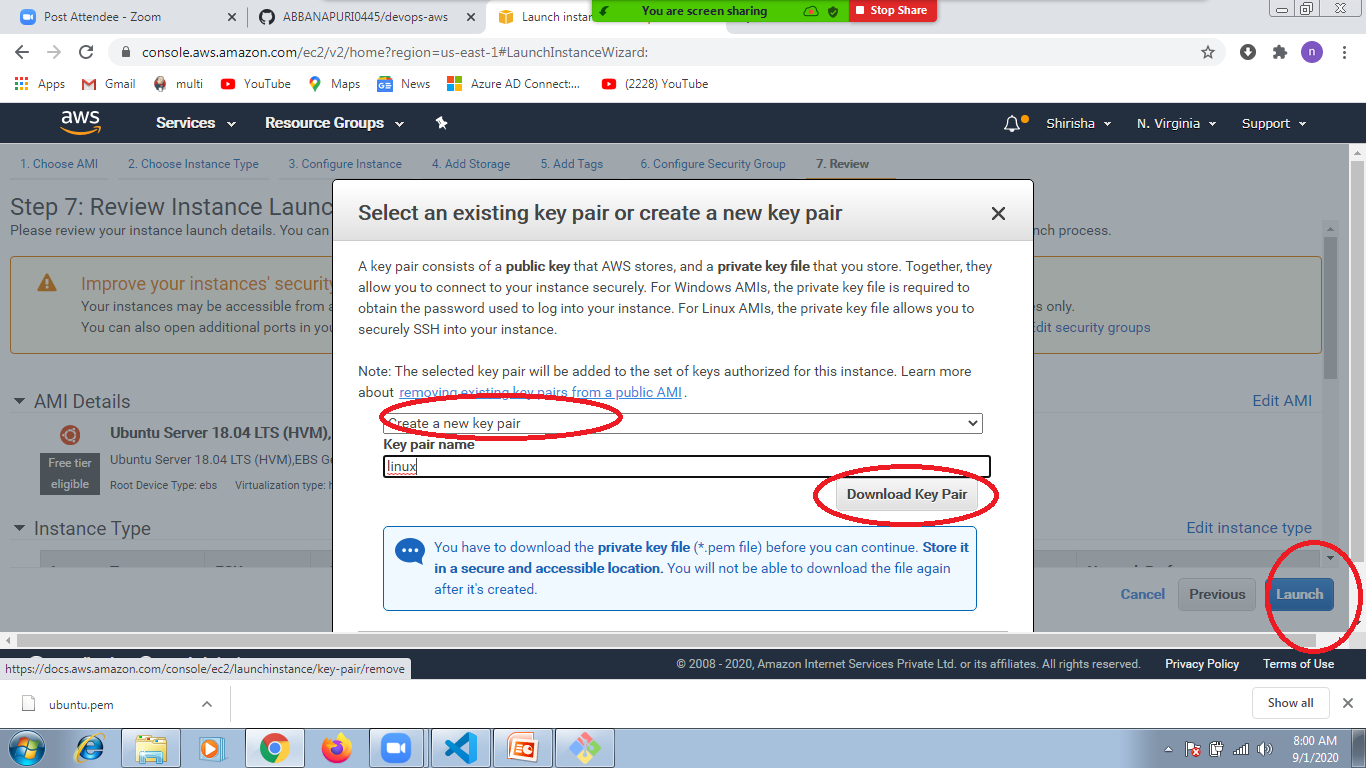 Post Attendee - Zoom
ABBANAPURI0445/devops-aws
Launch instan
You are screen sharing
Stop Share
console.aws.amazon.com/ec2/v2/home?region=us-east-1#LaunchInstanceWizard:
n
Apps
Gmail
multi
YouTube
Maps
News
Azure AD Connect:...
(2228) YouTube
aws
Services
Resource Groups
Shirisha
N. Virginia
Support
1. Choose AMI
2. Choose Instance Type
3. Configure Instance
4. Add Storage
5. Add Tags
6. Configure Security Group
7. Review
Step 7: Review Instance Launc
Please review your instance launch details. You can
nch process.
Select an existing key pair or create a new key pair
A key pair consists of a public key that AWS stores, and a private key file that you store. Together, they
allow you to connect to your instance securely. For Windows AMIs, the private key file is required to
obtain the password used to log into your instance. For Linux AMIs, the private key file allows you to
securely SSH into your instance.
Note: The selected key pair will be added to the set of keys authorized for this instance. Learn more
about removing existing key pairs from a public AMI .
Create a new key pair
Key pair name
linux
Download Key Pair
You have to download the private key file (*.pem file) before you can continue. Store it
in a secure and accessible location. You will not be able to download the file again
after it's created.
Improve your instances' security
Your instances may be accessible from a
es only.
You can also open additional ports in you
dit security groups
AMI Details
Edit AMI
Ubuntu Server 18.04 LTS (HVM),
Free tier
eligible
Ubuntu Server 18.04 LTS (HVM),EBS Ge
Root Device Type: ebs
Virtualization type: h
Instance Type
Edit instance type
Cancel
Previous
Launch
https://docs.aws.amazon.com/console/ec2/launchinstance/key-pair/remove
© 2008 - 2020, Amazon Internet Services Private Ltd. or its affiliates. All rights reserved.
Privacy Policy
Terms of Use
ubuntu.pem
Show all
8:00 AM
9/1/2020